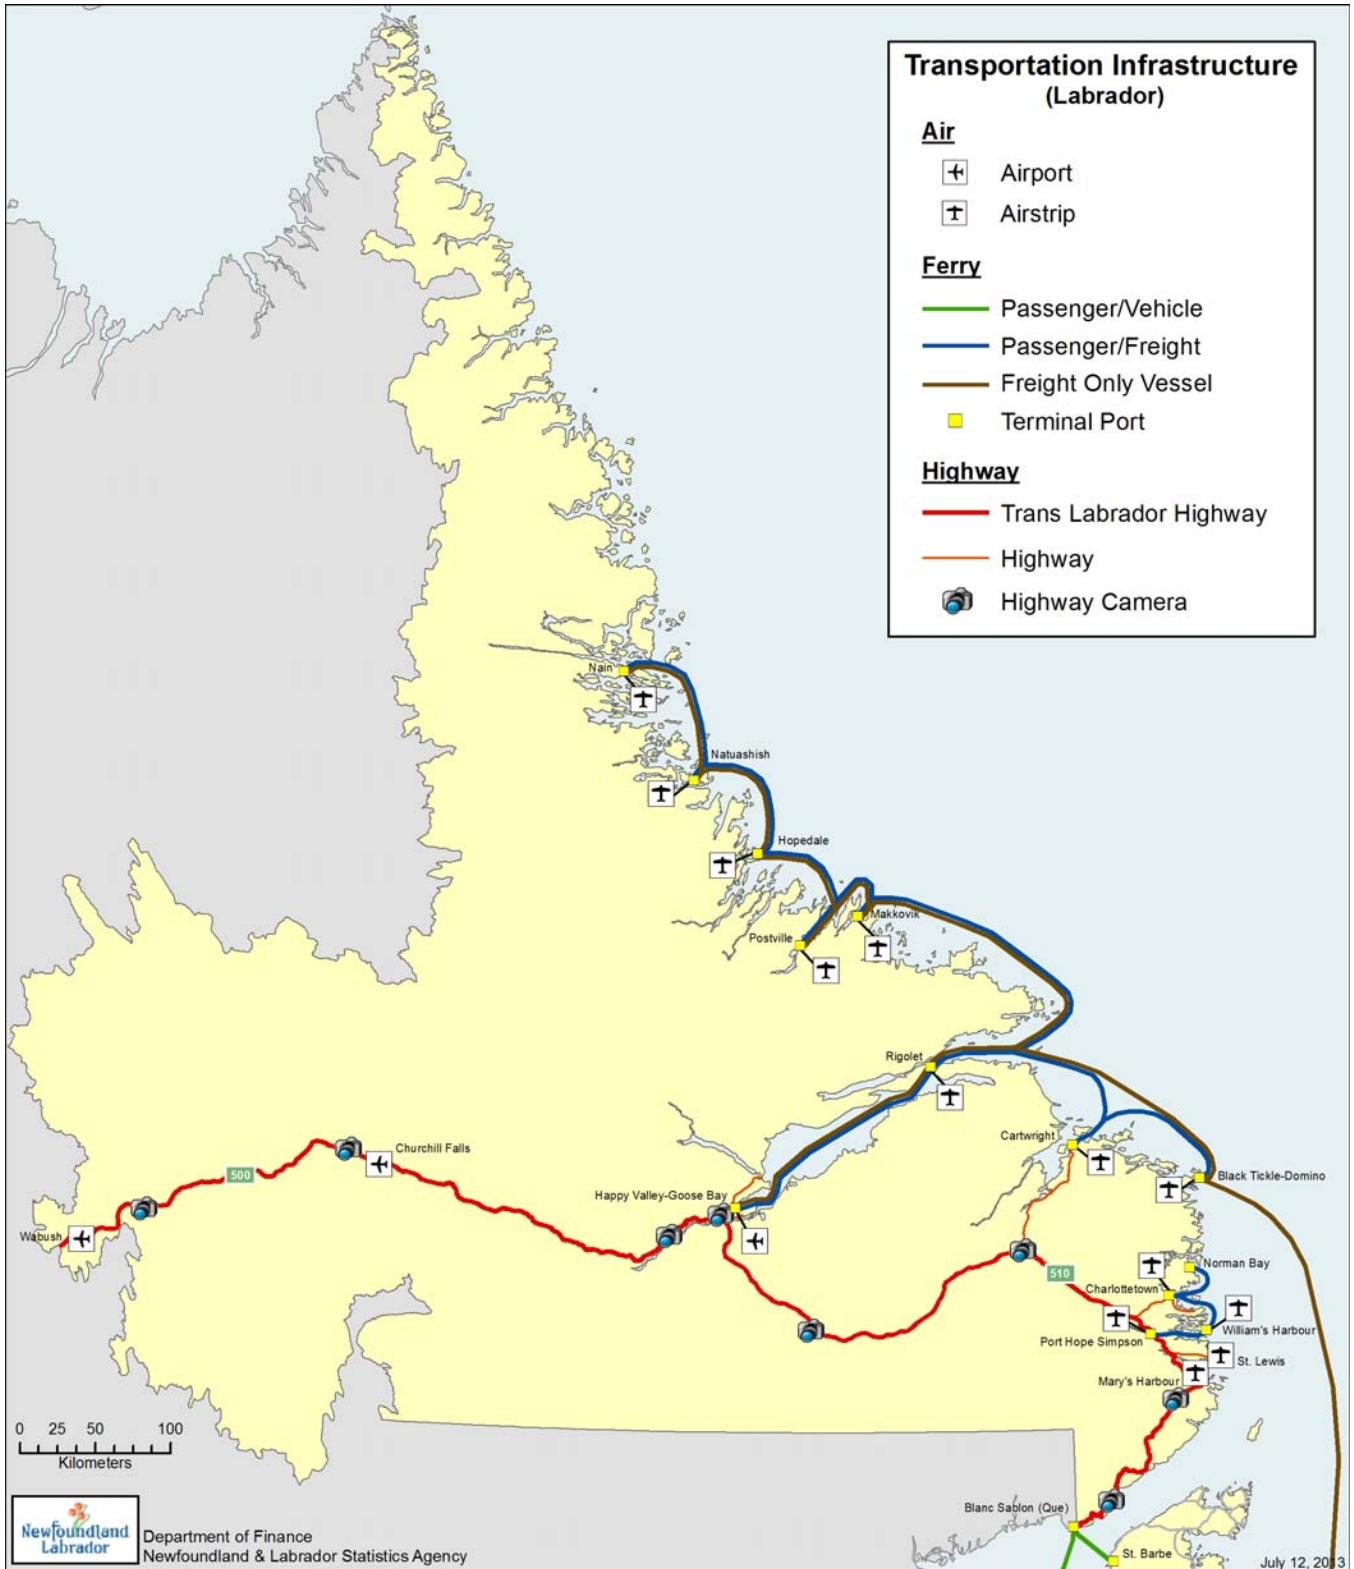 Transportation Infrastructure
(Labrador)
Air
Airport
Airstrip
Ferry
Passenger/Vehicle
Passenger/Freight
Freight Only Vessel
Terminal Port
Highway
Trans Labrador Highway
Highway
Highway Camera
Nain
Natuashish
Hopedale
Makkovik
Postville
Rigolet
Cartwright
Churchill Falls
500
Black Tickle-Domino
Happy Valley-Goose Bay
Wabush
Norman Bay
510
Charlottetown
William's Harbour
Port Hope Simpson
St. Lewis
Mary's Harbour
0 25 50 100
Kilometers
Blanc Sablon (Que)
St. Barbe
Newfoundland
Labrador
Department of Finance
Newfoundland & Labrador Statistics Agency
July 12, 2013